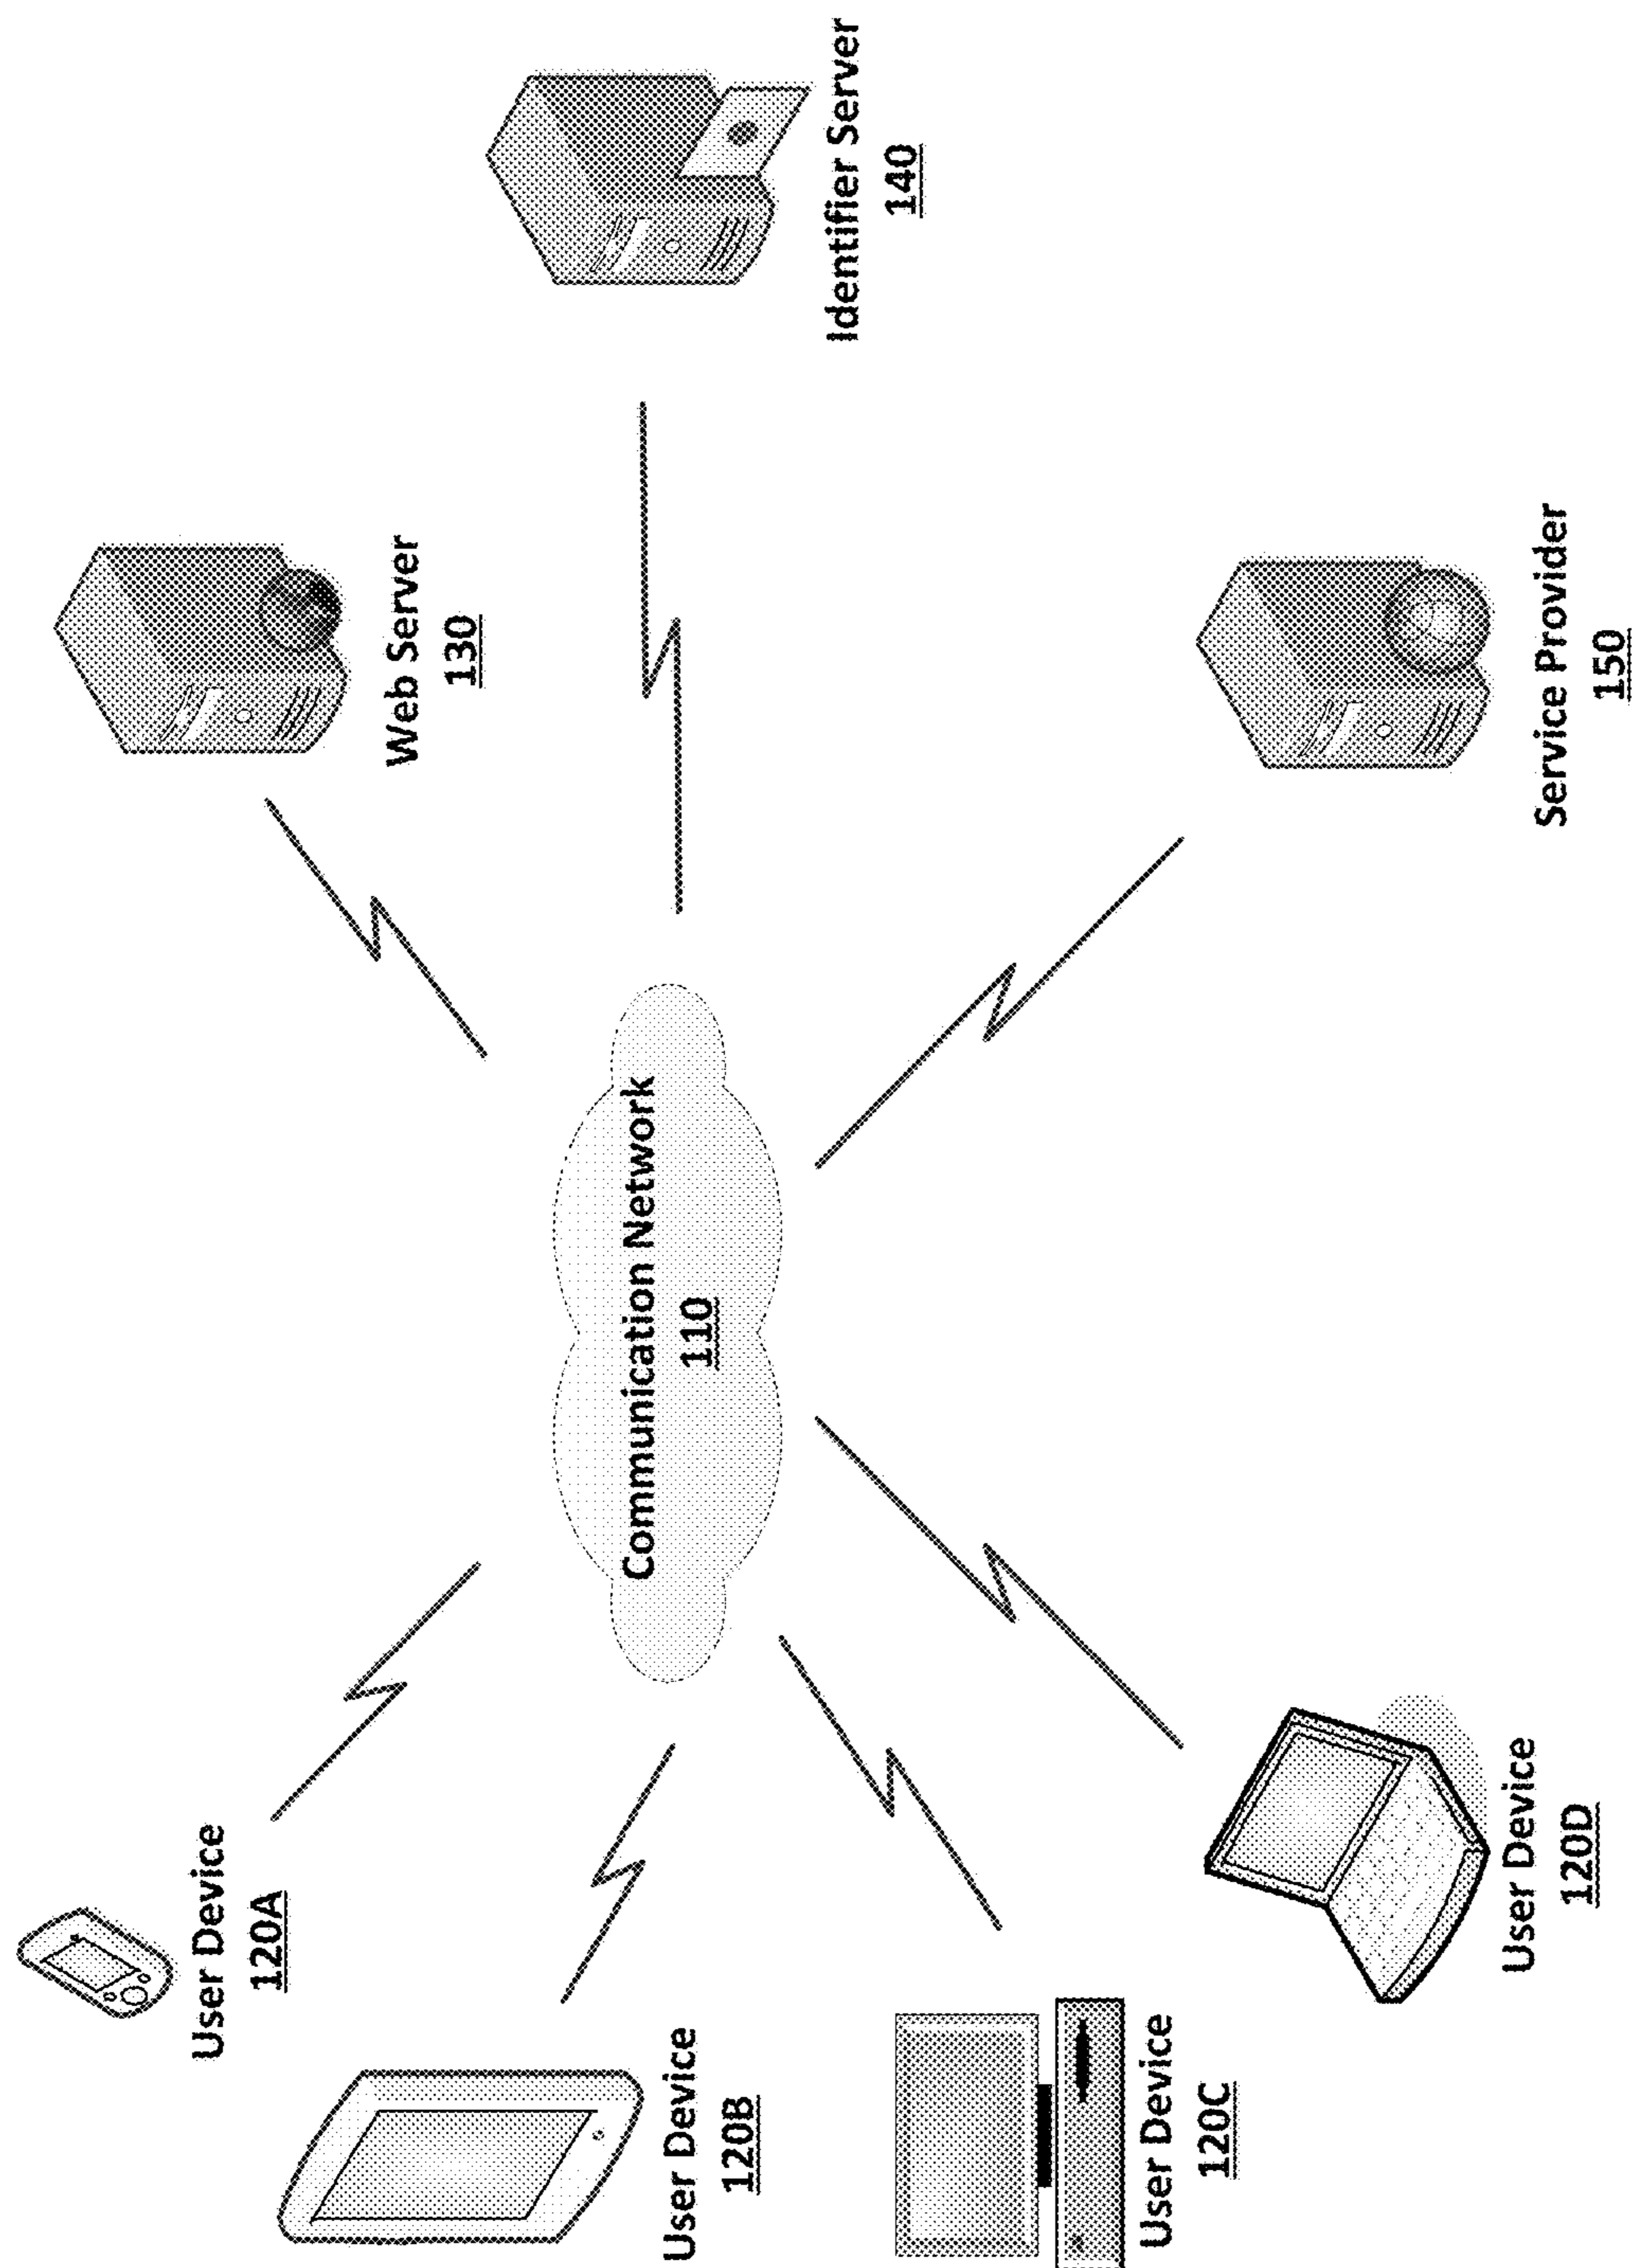 User Device
120A
User Device
120B
User Device
120C
User Device
120D
Communication Network
110
Web Server
130
Identifier Server
140
Service Provider
150